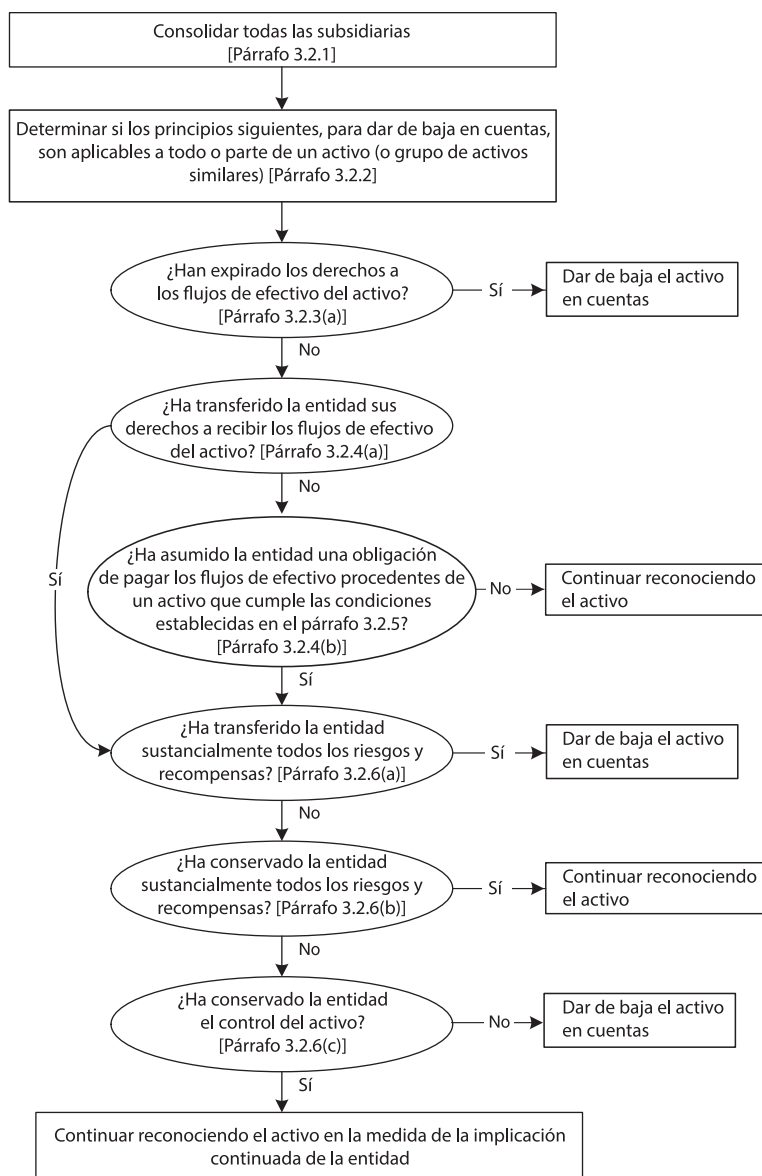 Consolidar todas las subsidiarias
[Párrafo 3.2.1]
Determinar si los principios siguientes, para dar de baja en cuentas,
son aplicables a todo o parte de un activo (o grupo de activos
similares) [Párrafo 3.2.2]
¿Han expirado los derechos a
los flujos de efectivo del activo?
[Párrafo 3.2.3(a)]
Sí
Dar de baja el activo
en cuentas
No
¿Ha transferido la entidad sus
derechos a recibir los flujos de efectivo
del activo? [Párrafo 3.2.4(a)]
No
Sí
¿Ha asumido la entidad una obligación
de pagar los flujos de efectivo procedentes de
un activo que cumple las condiciones
establecidas en el párrafo 3.2.5?
[Párrafo 3.2.4(b)]
No
Continuar reconociendo
el activo
Sí
¿Ha transferido la entidad
sustancialmente todos los riesgos y
recompensas? [Párrafo 3.2.6(a)]
Sí
Dar de baja el activo
en cuentas
No
¿Ha conservado la entidad
sustancialmente todos los riesgos y
recompensas? [Párrafo 3.2.6(b)]
Sí
Continuar reconociendo
el activo
No
¿Ha conservado la entidad
el control del activo?
[Párrafo 3.2.6(c)]
No
Dar de baja el activo
en cuentas
Sí
Continuar reconociendo el activo en la medida de la implicación
continuada de la entidad